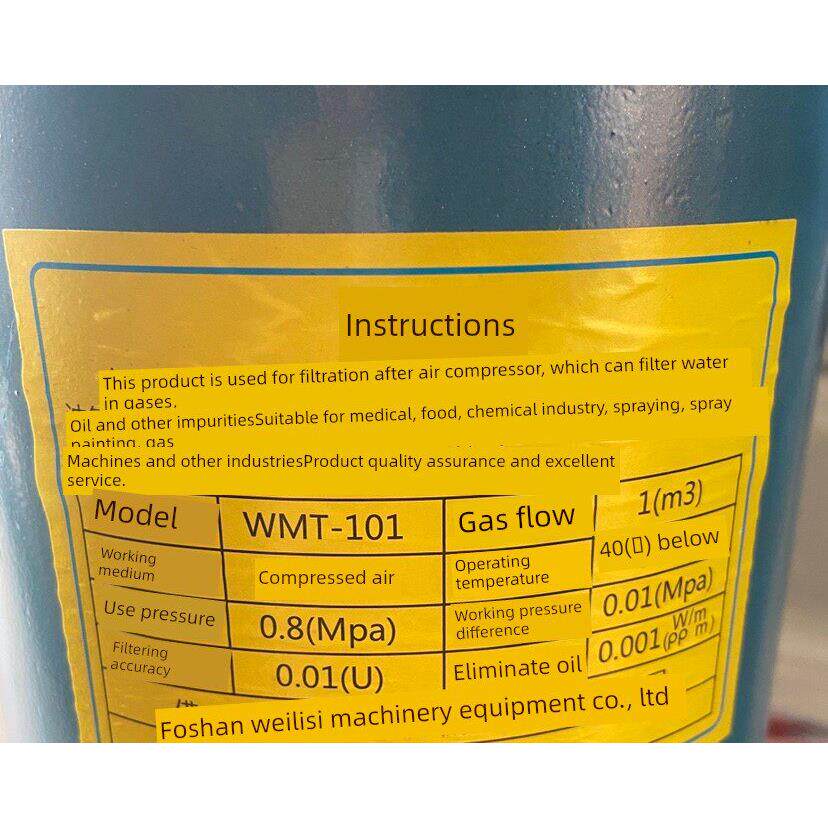 Instructions
This product is used for filtration after air compressor, which can filter water
in gases.
Oil and other impuritiesSuitable for medical, food, chemical industry, spraying, spray
painting, gas
Machines and other industriesProduct quality assurance and excellent
service.
Model WMT-101 Gas flow 1(m3)
Working medium Compressed air Operating temperature 40(▯) below
Use pressure 0.8(Mpa) Working pressure difference 0.01(Mpa)
Filtering accuracy 0.01(U) Eliminate oil 0.001(W/m pp m)
Foshan weilisi machinery equipment co., ltd